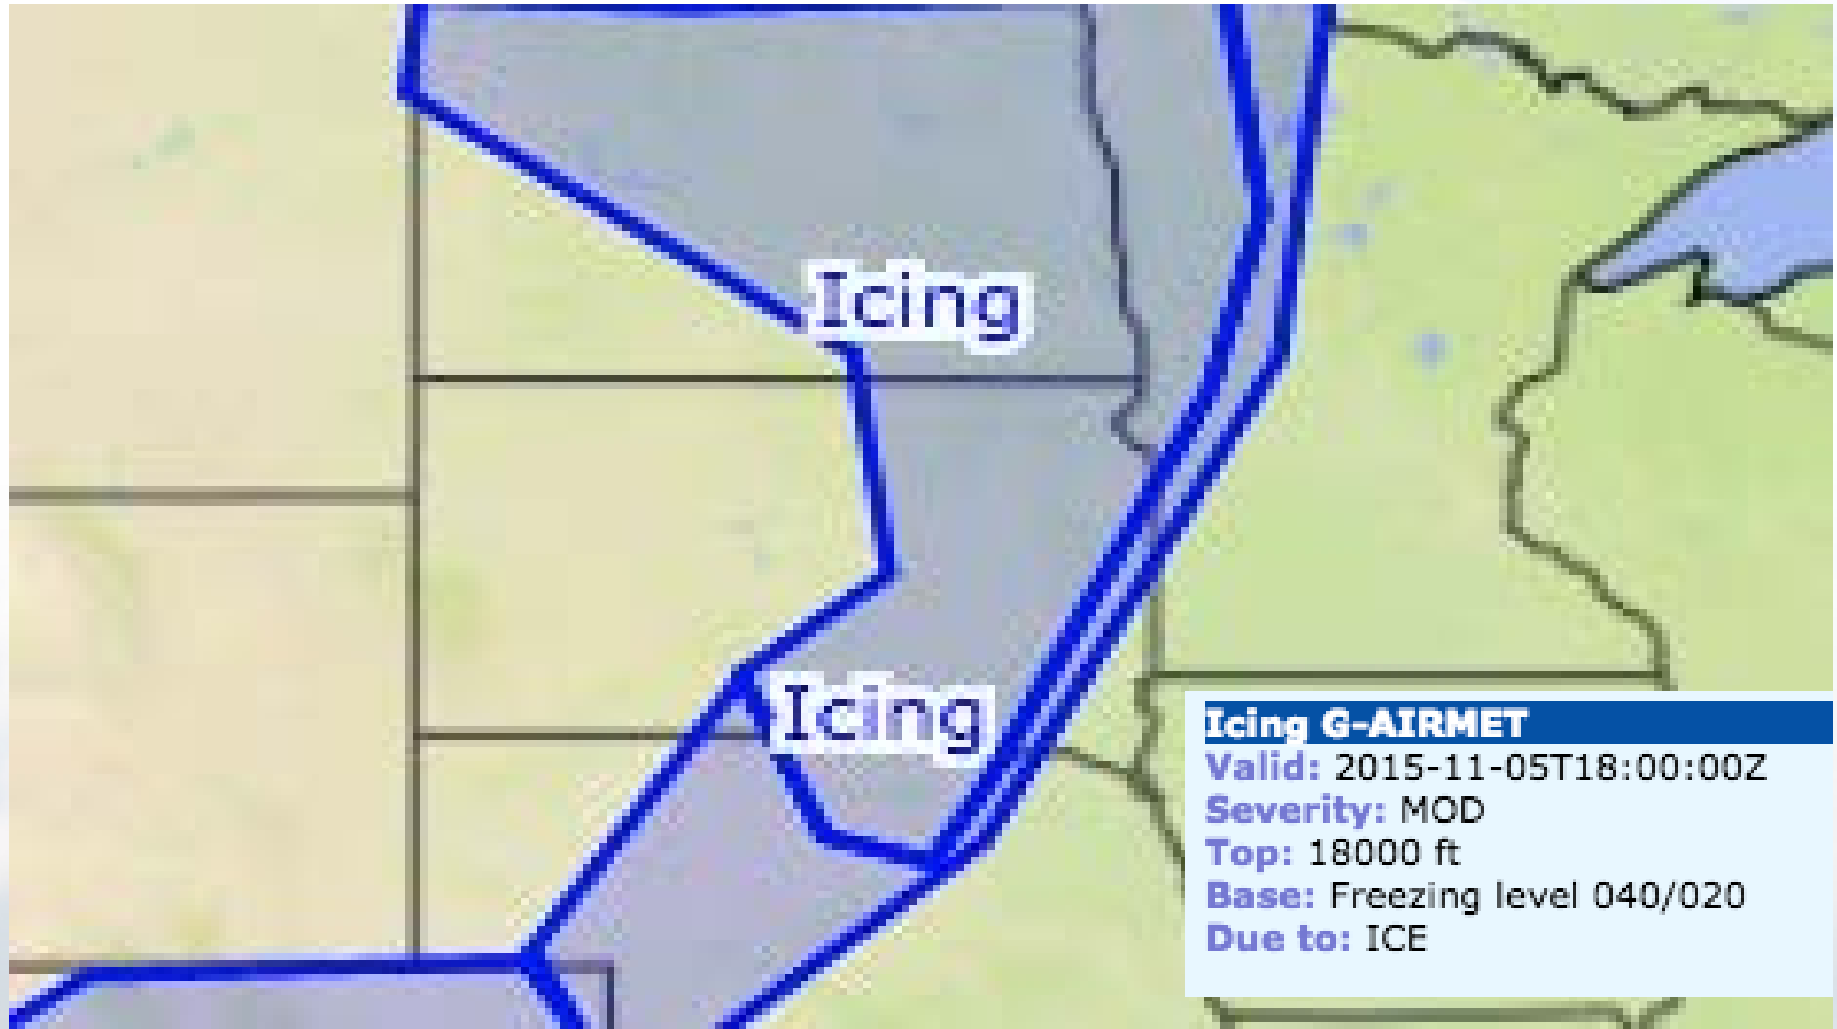 Icing
Icing
Icing G-AIRMET
Valid: 2015-11-05T18:00:00Z
Severity: MOD
Top: 18000 ft
Base: Freezing level 040/020
Due to: ICE